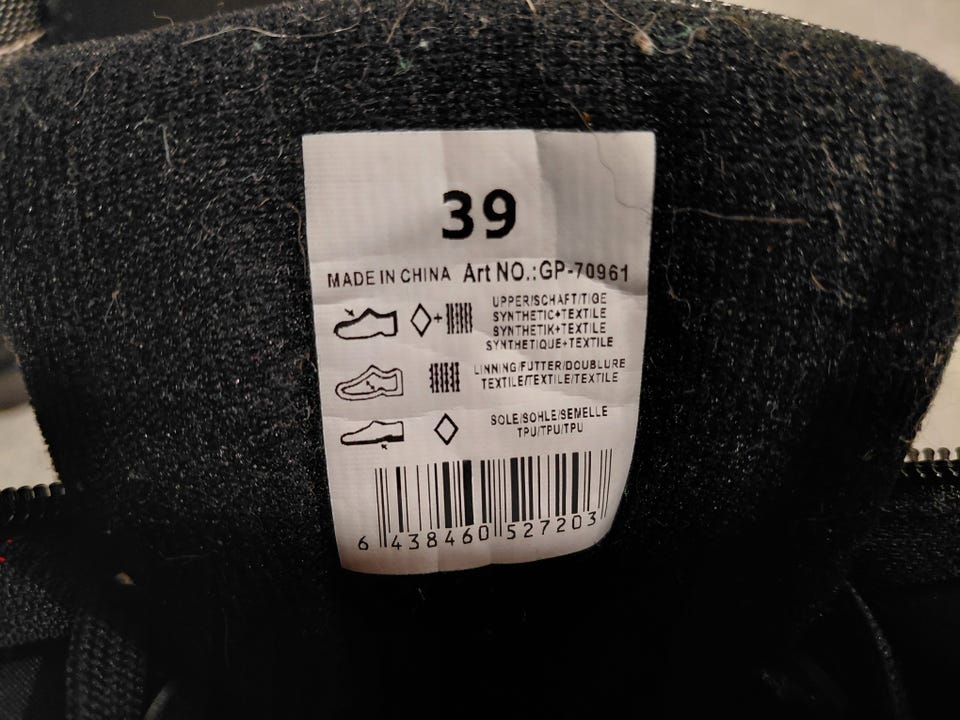 39
MADE IN CHINA Art NO.:GP-70961
UPPER/SCHAFT/TIGE
SYNTHETIC+TEXTILE
SYNTHETIK+TEXTILE
SYNTHETIQUE+TEXTILE
LINNING/FUTTER/DOUBLURE
TEXTILE/TEXTILE/TEXTILE
SOLE/SOHLE/SEMELLE
TPU/TPU/TPU
6 438460 527203